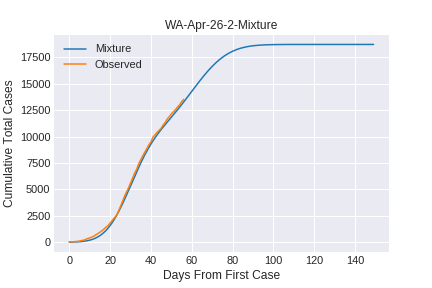 WA-Apr-26-2-Mixture
Mixture
Observed
17500
15000
12500
10000
7500
5000
2500
0
Cumulative Total Cases
0 20 40 60 80 100 120 140
Days From First Case